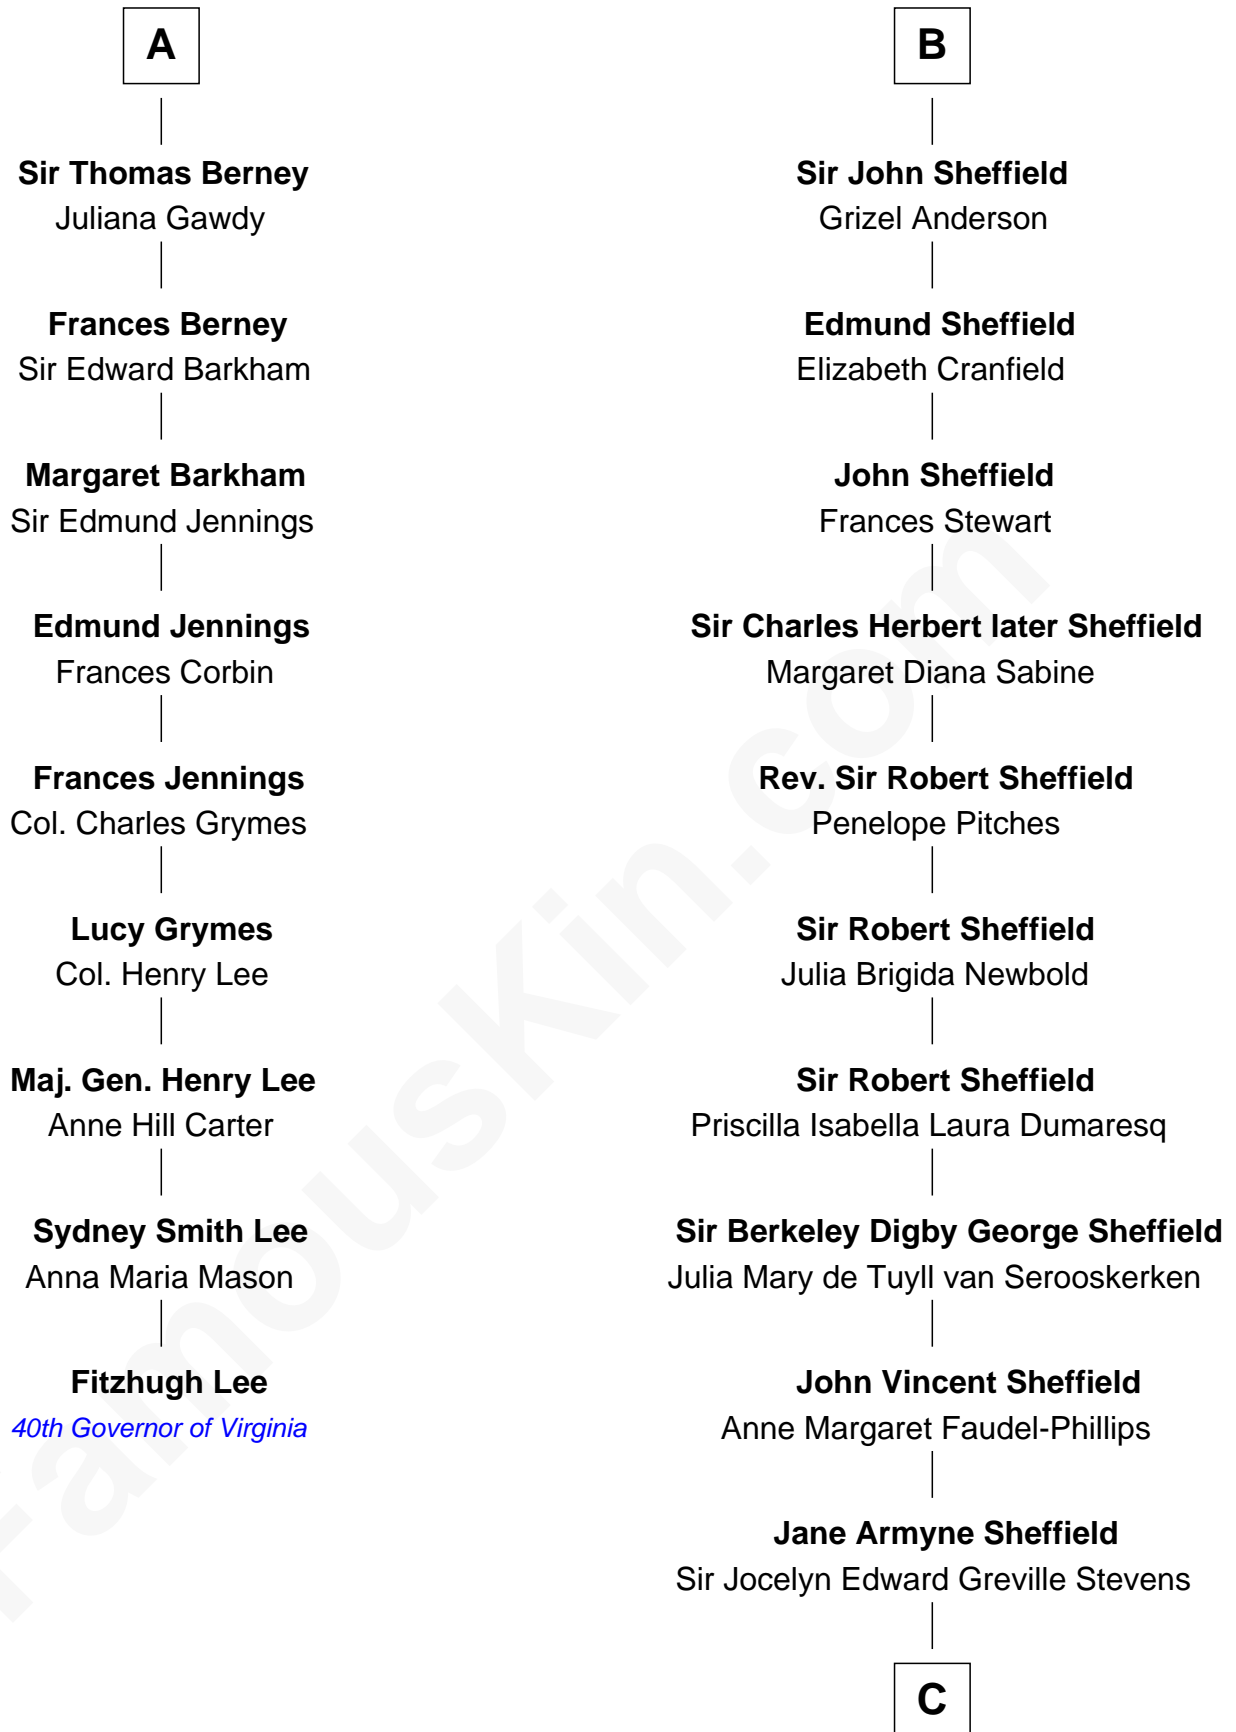 A
Sir Thomas Berney
Juliana Gawdy
Frances Berney
Sir Edward Barkham
Margaret Barkham
Sir Edmund Jennings
Edmund Jennings
Frances Corbin
Frances Jennings
Col. Charles Grymes
Lucy Grymes
Col. Henry Lee
Maj. Gen. Henry Lee
Anne Hill Carter
Sydney Smith Lee
Anna Maria Mason
Fitzhugh Lee
40th Governor of Virginia
B
Sir John Sheffield
Grizel Anderson
Edmund Sheffield
Elizabeth Cranfield
John Sheffield
Frances Stewart
Sir Charles Herbert later Sheffield
Margaret Diana Sabine
Rev. Sir Robert Sheffield
Penelope Pitches
Sir Robert Sheffield
Julia Brigida Newbold
Sir Robert Sheffield
Priscilla Isabella Laura Dumaresq
Sir Berkeley Digby George Sheffield
Julia Mary de Tuyll van Serooskerken
John Vincent Sheffield
Anne Margaret Faudel-Phillips
Jane Armyne Sheffield
Sir Jocelyn Edward Greville Stevens
C
FamousKin.com